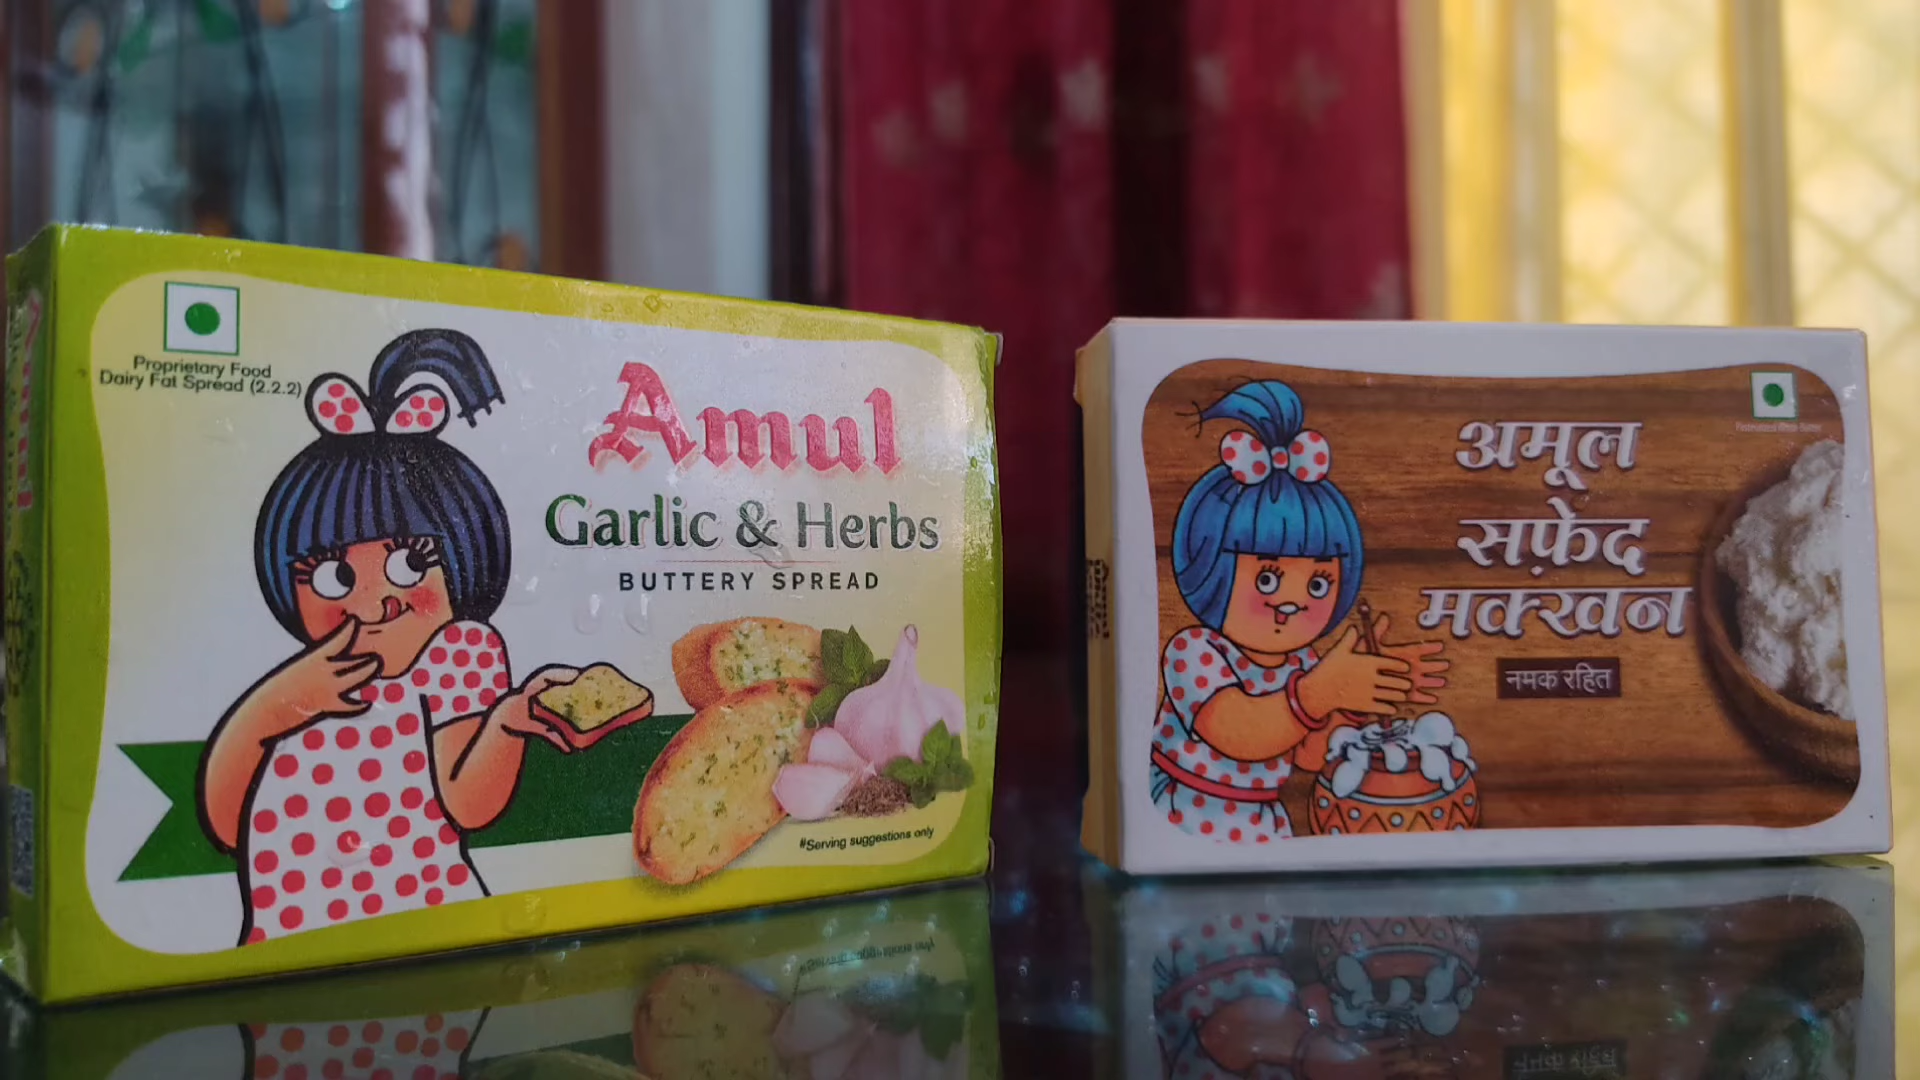 Proprietary Food
Dairy Fat Spread (2.2.2)
Amul
Garlic & Herbs
BUTTERY SPREAD
#Serving suggestions only
अमूल
सफ़ेद
मक्खन
नमक रहित